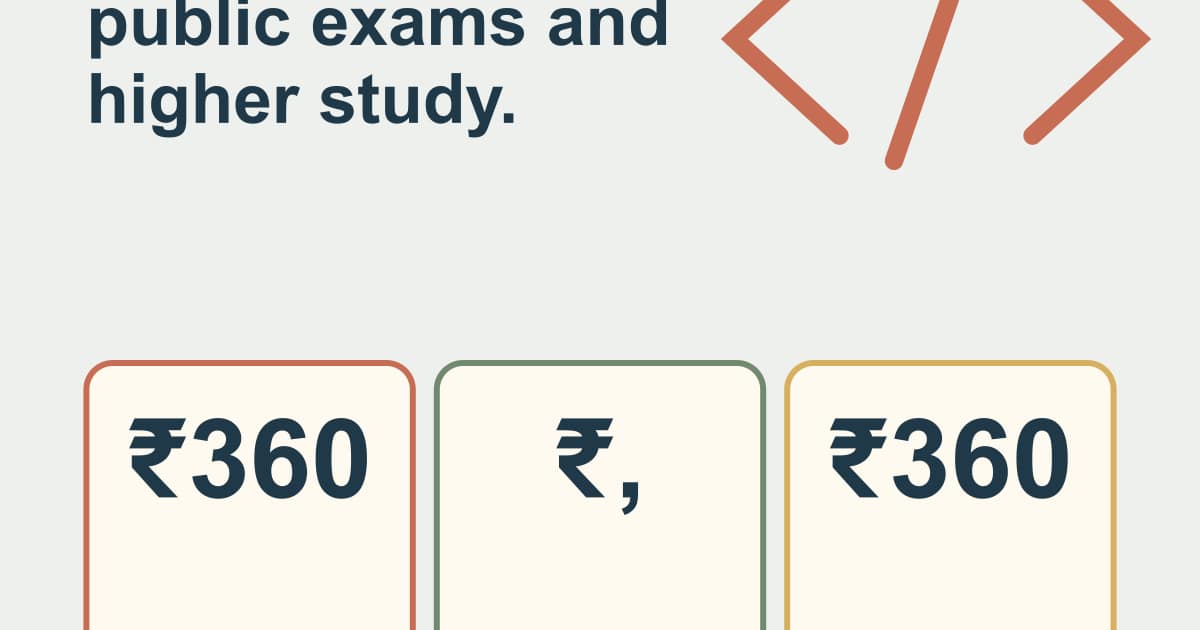 public exams and
higher study.
₹360
₹,
₹360